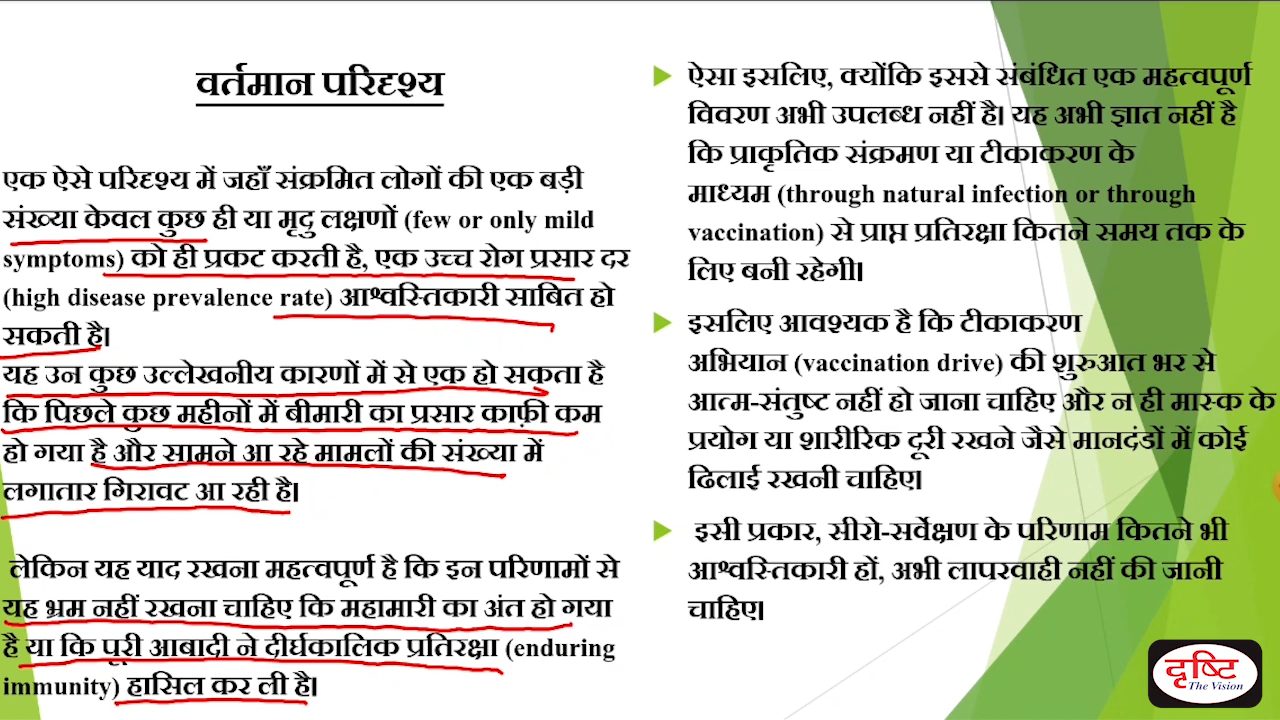 वर्तमान परिदृश्य
एक ऐसे परिदृश्य में जहाँ संक्रमित लोगों की एक बड़ी
संख्या केवल कुछ ही या मृदु लक्षणों (few or only mild
symptoms) को ही प्रकट करती है, एक उच्च रोग प्रसार दर
(high disease prevalence rate) आश्वस्तिकारी साबित हो
सकती है।
यह उन कुछ उल्लेखनीय कारणों में से एक हो सकता है
कि पिछले कुछ महीनों में बीमारी का प्रसार काफ़ी कम
हो गया है और सामने आ रहे मामलों की संख्या में
लगातार गिरावट आ रही है।
लेकिन यह याद रखना महत्वपूर्ण है कि इन परिणामों से
यह भ्रम नहीं रखना चाहिए कि महामारी का अंत हो गया
है या कि पूरी आबादी ने दीर्घकालिक प्रतिरक्षा (enduring
immunity) हासिल कर ली है।
ऐसा इसलिए, क्योंकि इससे संबंधित एक महत्वपूर्ण
विवरण अभी उपलब्ध नहीं है। यह अभी ज्ञात नहीं है
कि प्राकृतिक संक्रमण या टीकाकरण के
माध्यम (through natural infection or through
vaccination) से प्राप्त प्रतिरक्षा कितने समय तक के
लिए बनी रहेगी।
इसलिए आवश्यक है कि टीकाकरण
अभियान (vaccination drive) की शुरुआत भर से
आत्म-संतुष्ट नहीं हो जाना चाहिए और न ही मास्क के
प्रयोग या शारीरिक दूरी रखने जैसे मानदंडों में कोई
ढिलाई रखनी चाहिए।
इसी प्रकार, सीरो-सर्वेक्षण के परिणाम कितने भी
आश्वस्तिकारी हों, अभी लापरवाही नहीं की जानी
चाहिए।
दृष्टि
The Vision